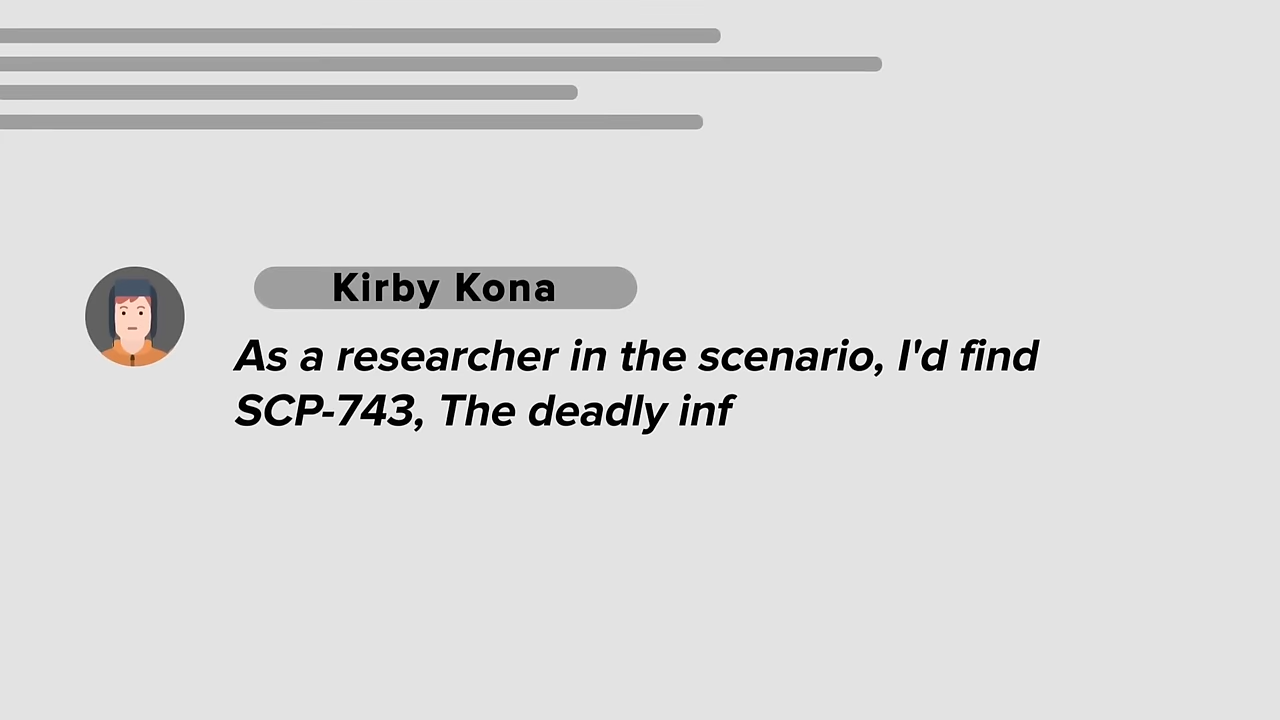 Kirby Kona
As a researcher in the scenario, I'd find
SCP-743, The deadly inf